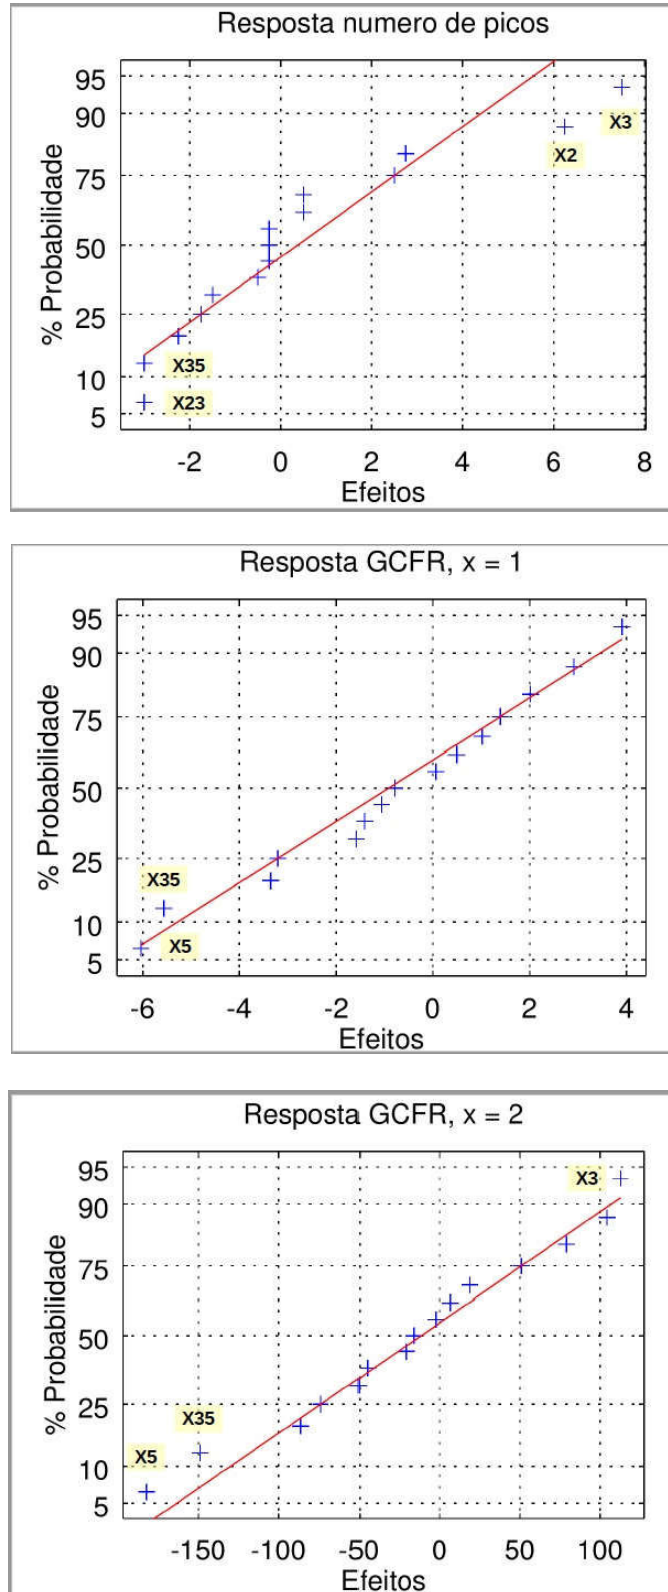 Resposta numero de picos
95
90
X3
X2
75
50
25
X35
10
X23
5
% Probabilidade
-2 0 2 4 6 8
Efeitos
Resposta GCFR, x = 1
95
90
75
50
25
X35
10
X5
5
% Probabilidade
-6 -4 -2 0 2 4
Efeitos
Resposta GCFR, x = 2
95
X3
90
75
50
25
X35
X5
10
5
% Probabilidade
-150 -100 -50 0 50 100
Efeitos